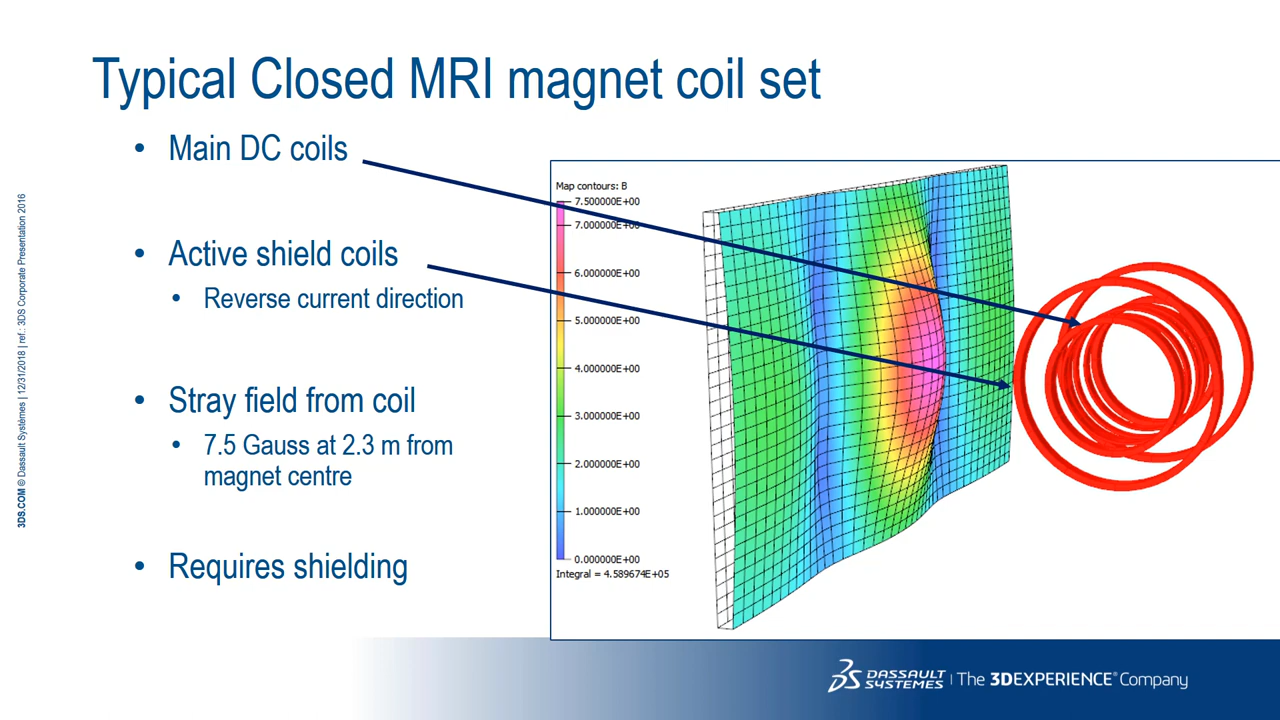 Typical Closed MRI magnet coil set
• Main DC coils
• Active shield coils
• Reverse current direction
• Stray field from coil
• 7.5 Gauss at 2.3 m from
magnet centre
• Requires shielding
Map contours: B
7.500000E+00
7.000000E+00
6.000000E+00
5.000000E+00
4.000000E+00
3.000000E+00
2.000000E+00
1.000000E+00
0.000000E+00
Integral = 4.589674E+05
3DS.COM © Dassault Systèmes | 12/31/2018 | ref.: 3DS Corporate Presentation 2016
3DS DASSAULT SYSTEMES | The 3DEXPERIENCE® Company